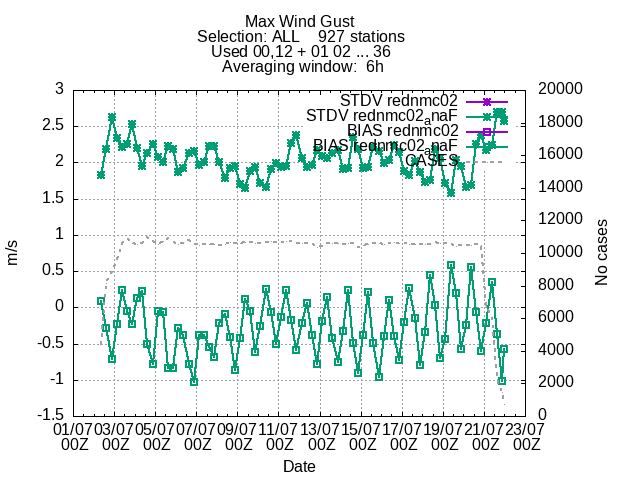 Max Wind Gust
Selection: ALL    927 stations
Used 00,12 + 01 02 ... 36
Averaging window:  6h
STDV rednmc02
STDV rednmc02ₐnaF
BIAS rednmc02
BIAS rednmc02ₐnaF
CASES
3
2.5
2
1.5
1
0.5
0
-0.5
-1
-1.5
m/s
20000
18000
16000
14000
12000
10000
8000
6000
4000
2000
0
No cases
01/07 03/07 05/07 07/07 09/07 11/07 13/07 15/07 17/07 19/07 21/07 23/07
00Z 00Z 00Z 00Z 00Z 00Z 00Z 00Z 00Z 00Z 00Z 00Z
Date